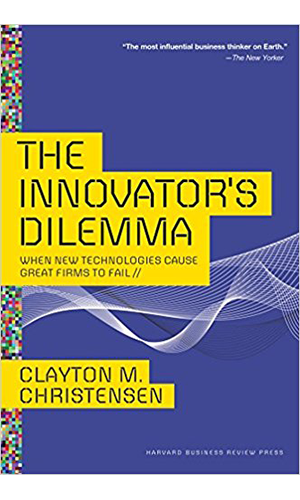 "The most influential business thinker on Earth."
—The New Yorker
THE
INNOVATOR'S
DILEMMA
WHEN NEW TECHNOLOGIES CAUSE
GREAT FIRMS TO FAIL //
CLAYTON M.
CHRISTENSEN
HARVARD BUSINESS REVIEW PRESS